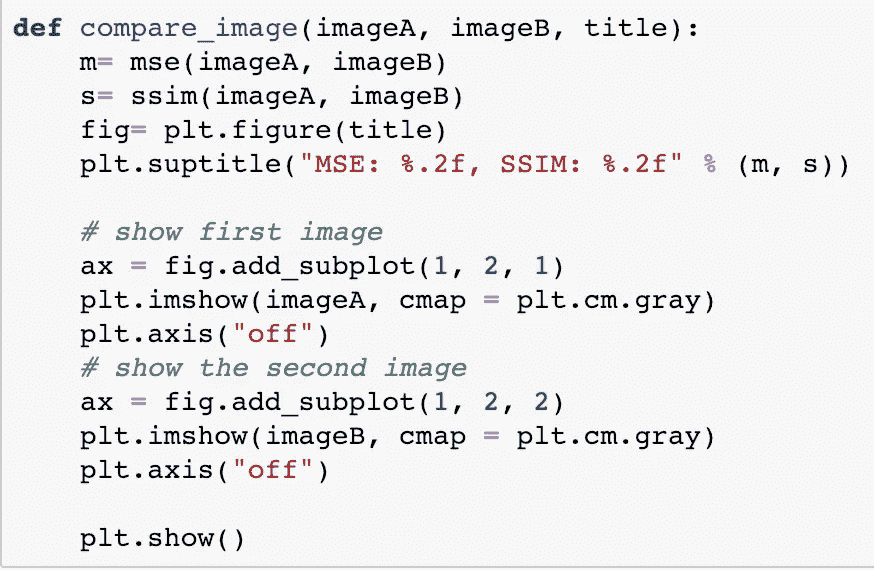 def compare_image(imageA, imageB, title):
    m= mse(imageA, imageB)
    s= ssim(imageA, imageB)
    fig= plt.figure(title)
    plt.suptitle("MSE: %.2f, SSIM: %.2f" % (m, s))

    # show first image
    ax = fig.add_subplot(1, 2, 1)
    plt.imshow(imageA, cmap = plt.cm.gray)
    plt.axis("off")
    # show the second image
    ax = fig.add_subplot(1, 2, 2)
    plt.imshow(imageB, cmap = plt.cm.gray)
    plt.axis("off")

    plt.show()